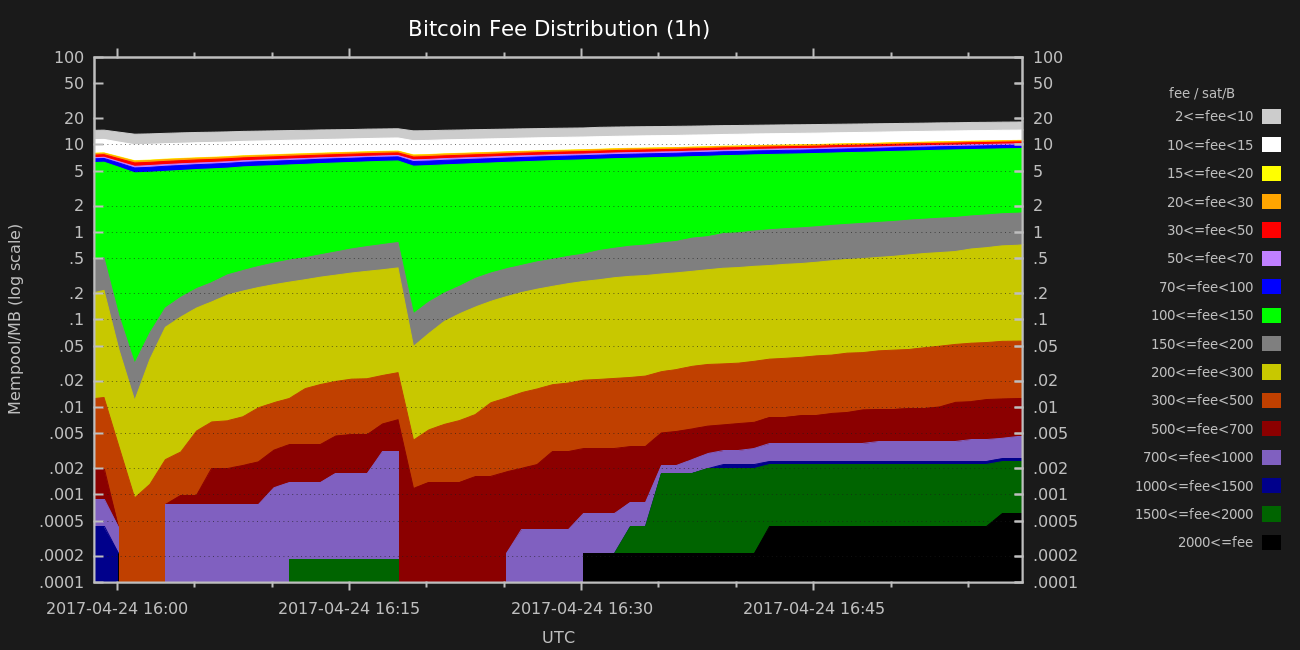 Bitcoin Fee Distribution (1h)
100
50
20
10
5
2
1
.5
.2
.1
.05
.02
.01
.005
.002
.001
.0005
.0002
.0001
Mempool/MB (log scale)
100
50
20
10
5
2
1
.5
.2
.1
.05
.02
.01
.005
.002
.001
.0005
.0002
.0001
2017-04-24 16:00
2017-04-24 16:15
2017-04-24 16:30
2017-04-24 16:45
UTC
fee / sat/B
2<=fee<10
10<=fee<15
15<=fee<20
20<=fee<30
30<=fee<50
50<=fee<70
70<=fee<100
100<=fee<150
150<=fee<200
200<=fee<300
300<=fee<500
500<=fee<700
700<=fee<1000
1000<=fee<1500
1500<=fee<2000
2000<=fee